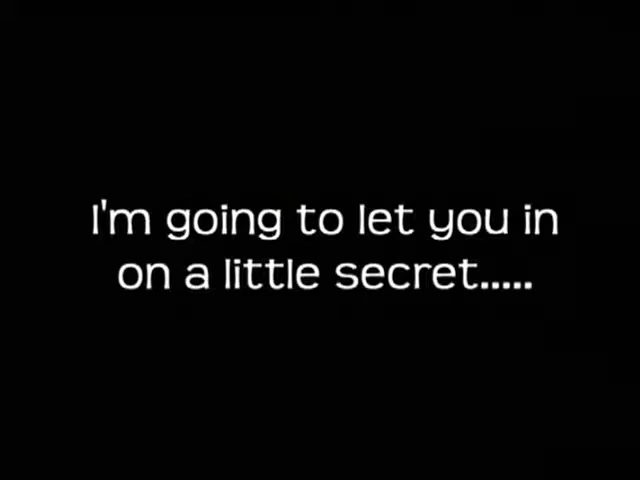 I'm going to let you in
on a little secret.....